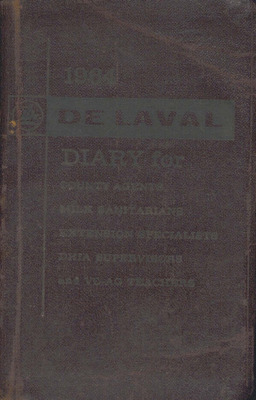 1964
DE LAVAL
DIARY for
COUNTY AGENTS
MILK SANITARIANS
EXTENSION SPECIALISTS
DHIA SUPERVISORS
and VO-AG TEACHERS